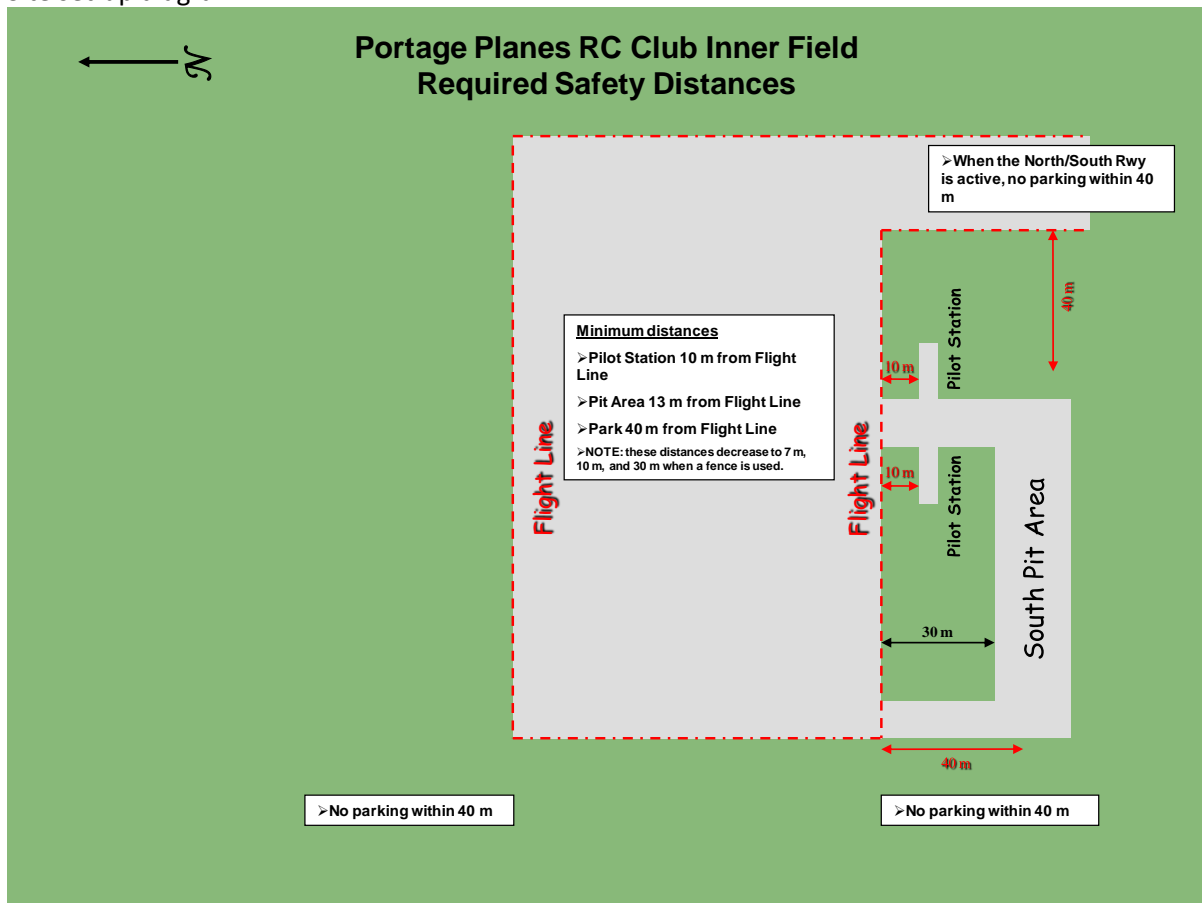 Portage Planes RC Club Inner Field
Required Safety Distances
N
➢When the North/South Rwy
is active, no parking within 40
m
40 m
Minimum distances
➢Pilot Station 10 m from Flight
Line
➢Pit Area 13 m from Flight Line
➢Park 40 m from Flight Line
➢NOTE: these distances decrease to 7 m,
10 m, and 30 m when a fence is used.
Flight Line
Flight Line
10 m
Pilot Station
10 m
Pilot Station
South Pit Area
30 m
40 m
➢No parking within 40 m
➢No parking within 40 m